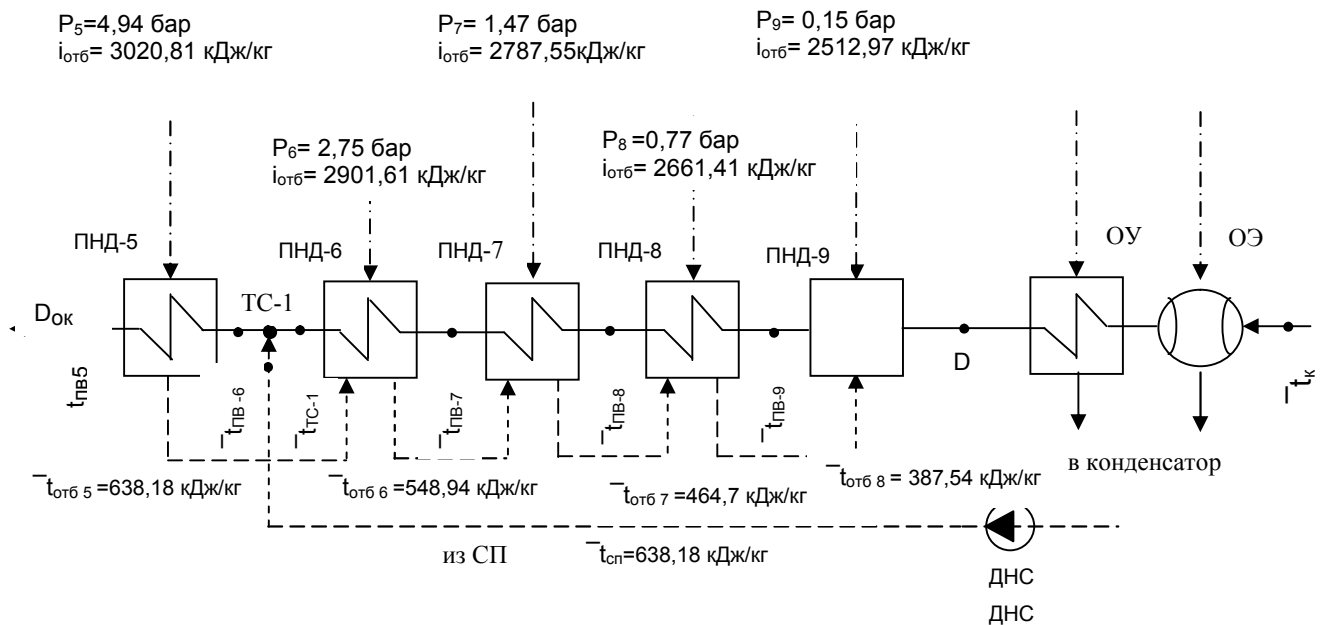 P5=4,94 бар
iотб= 3020,81 кДж/кг
P7= 1,47 бар
iотб= 2787,55кДж/кг
P9= 0,15 бар
iотб= 2512,97 кДж/кг
P6= 2,75 бар
iотб= 2901,61 кДж/кг
P8 =0,77 бар
iотб= 2661,41 кДж/кг
ПНД-5
ТС-1
ПНД-6
ПНД-7
ПНД-8
ПНД-9
ОУ
ОЭ
Dок
D
tпв5
‾tПВ -6
‾tТС-1
‾tПВ-7
‾tПВ-8
‾tПВ-9
‾tк
в конденсатор
‾tотб 5=638,18 кДж/кг
‾tотб 6=548,94 кДж/кг
‾tотб 7 =464,7 кДж/кг
‾tотб 8 = 387,54 кДж/кг
из СП
‾tсп=638,18 кДж/кг
ДНС
ДНС